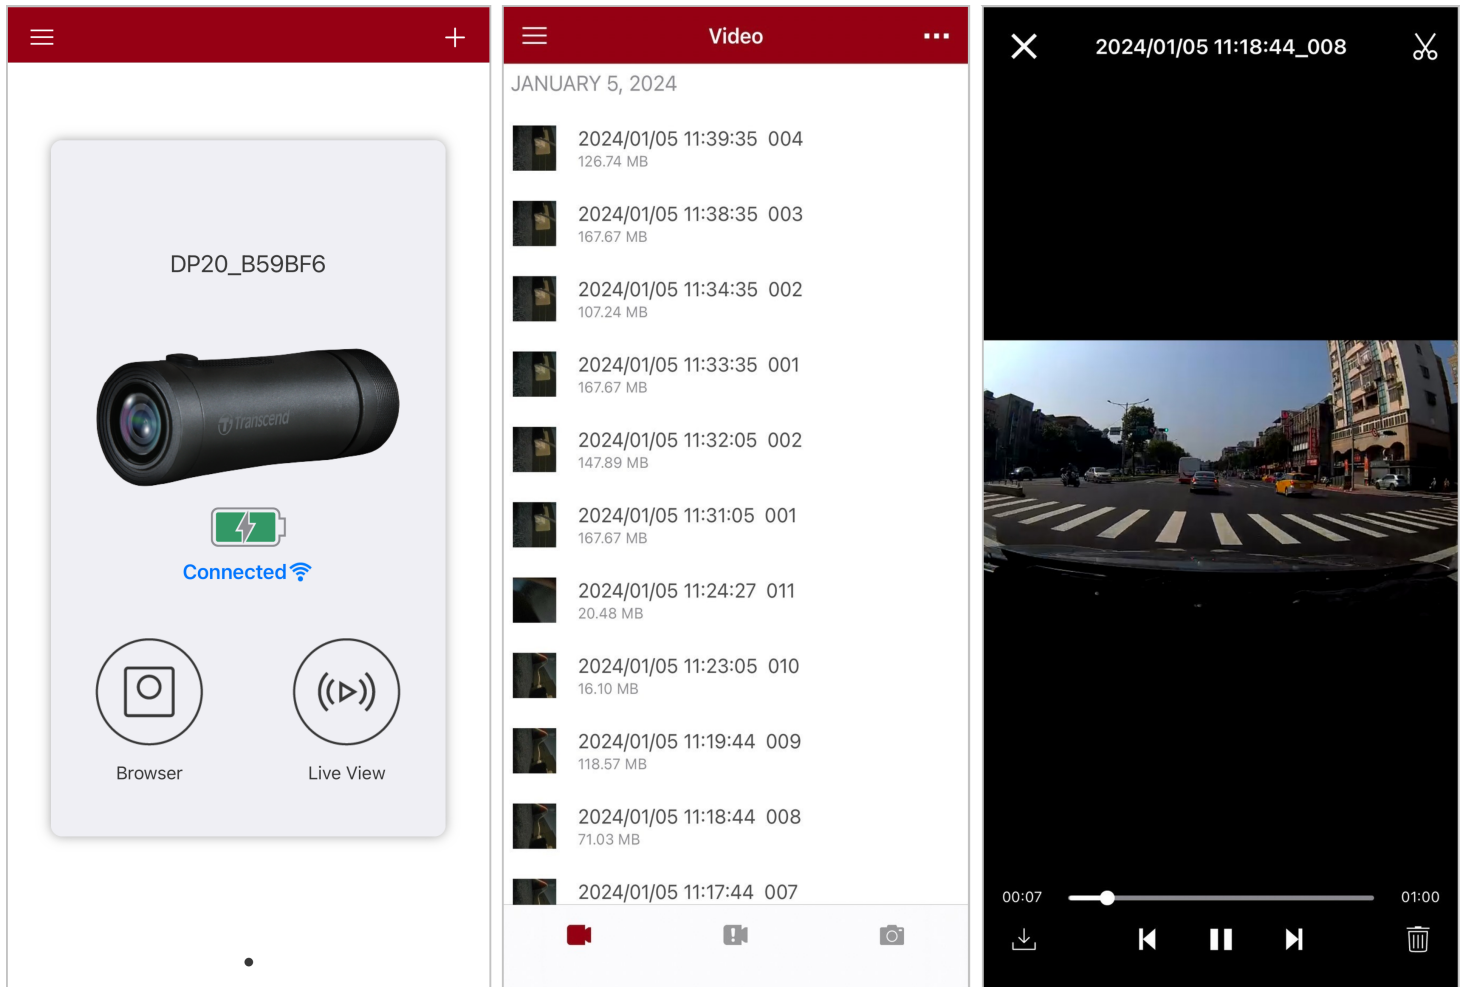 DP20_B59BF6
Transcend
Connected
Browser
Live View
Video
JANUARY 5, 2024
2024/01/05 11:39:35 004
126.74 MB
2024/01/05 11:38:35 003
167.67 MB
2024/01/05 11:34:35 002
107.24 MB
2024/01/05 11:33:35 001
167.67 MB
2024/01/05 11:32:05 002
147.89 MB
2024/01/05 11:31:05 001
167.67 MB
2024/01/05 11:24:27 011
20.48 MB
2024/01/05 11:23:05 010
16.10 MB
2024/01/05 11:19:44 009
118.57 MB
2024/01/05 11:18:44 008
71.03 MB
2024/01/05 11:17:44 007
2024/01/05 11:18:44_008
00:07
01:00